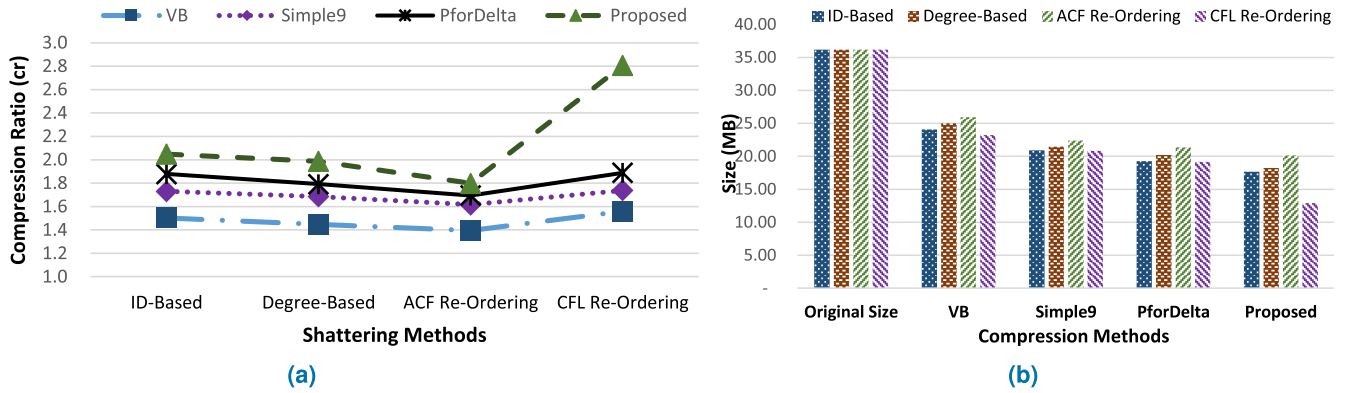 VB Simple9 PforDelta Proposed
Compression Ratio (cr)
3.0
2.8
2.6
2.4
2.2
2.0
1.8
1.6
1.4
1.2
1.0
ID-Based Degree-Based ACF Re-Ordering CFL Re-Ordering
Shattering Methods
(a)
ID-Based Degree-Based ACF Re-Ordering CFL Re-Ordering
Size (MB)
40.00
35.00
30.00
25.00
20.00
15.00
10.00
5.00
-
Original Size VB Simple9 PforDelta Proposed
Compression Methods
(b)